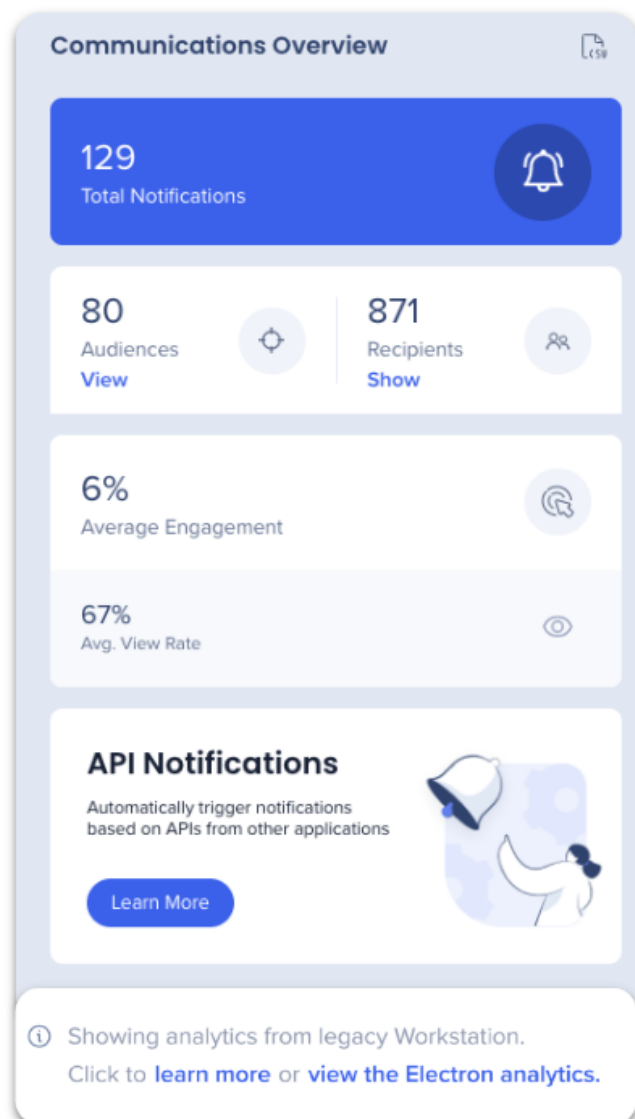 Communications Overview
CSV
129
Total Notifications
80
Audiences
View
871
Recipients
Show
6%
Average Engagement
67%
Avg. View Rate
API Notifications
Automatically trigger notifications
based on APIs from other applications
Learn More
Showing analytics from legacy Workstation.
Click to learn more or view the Electron analytics.